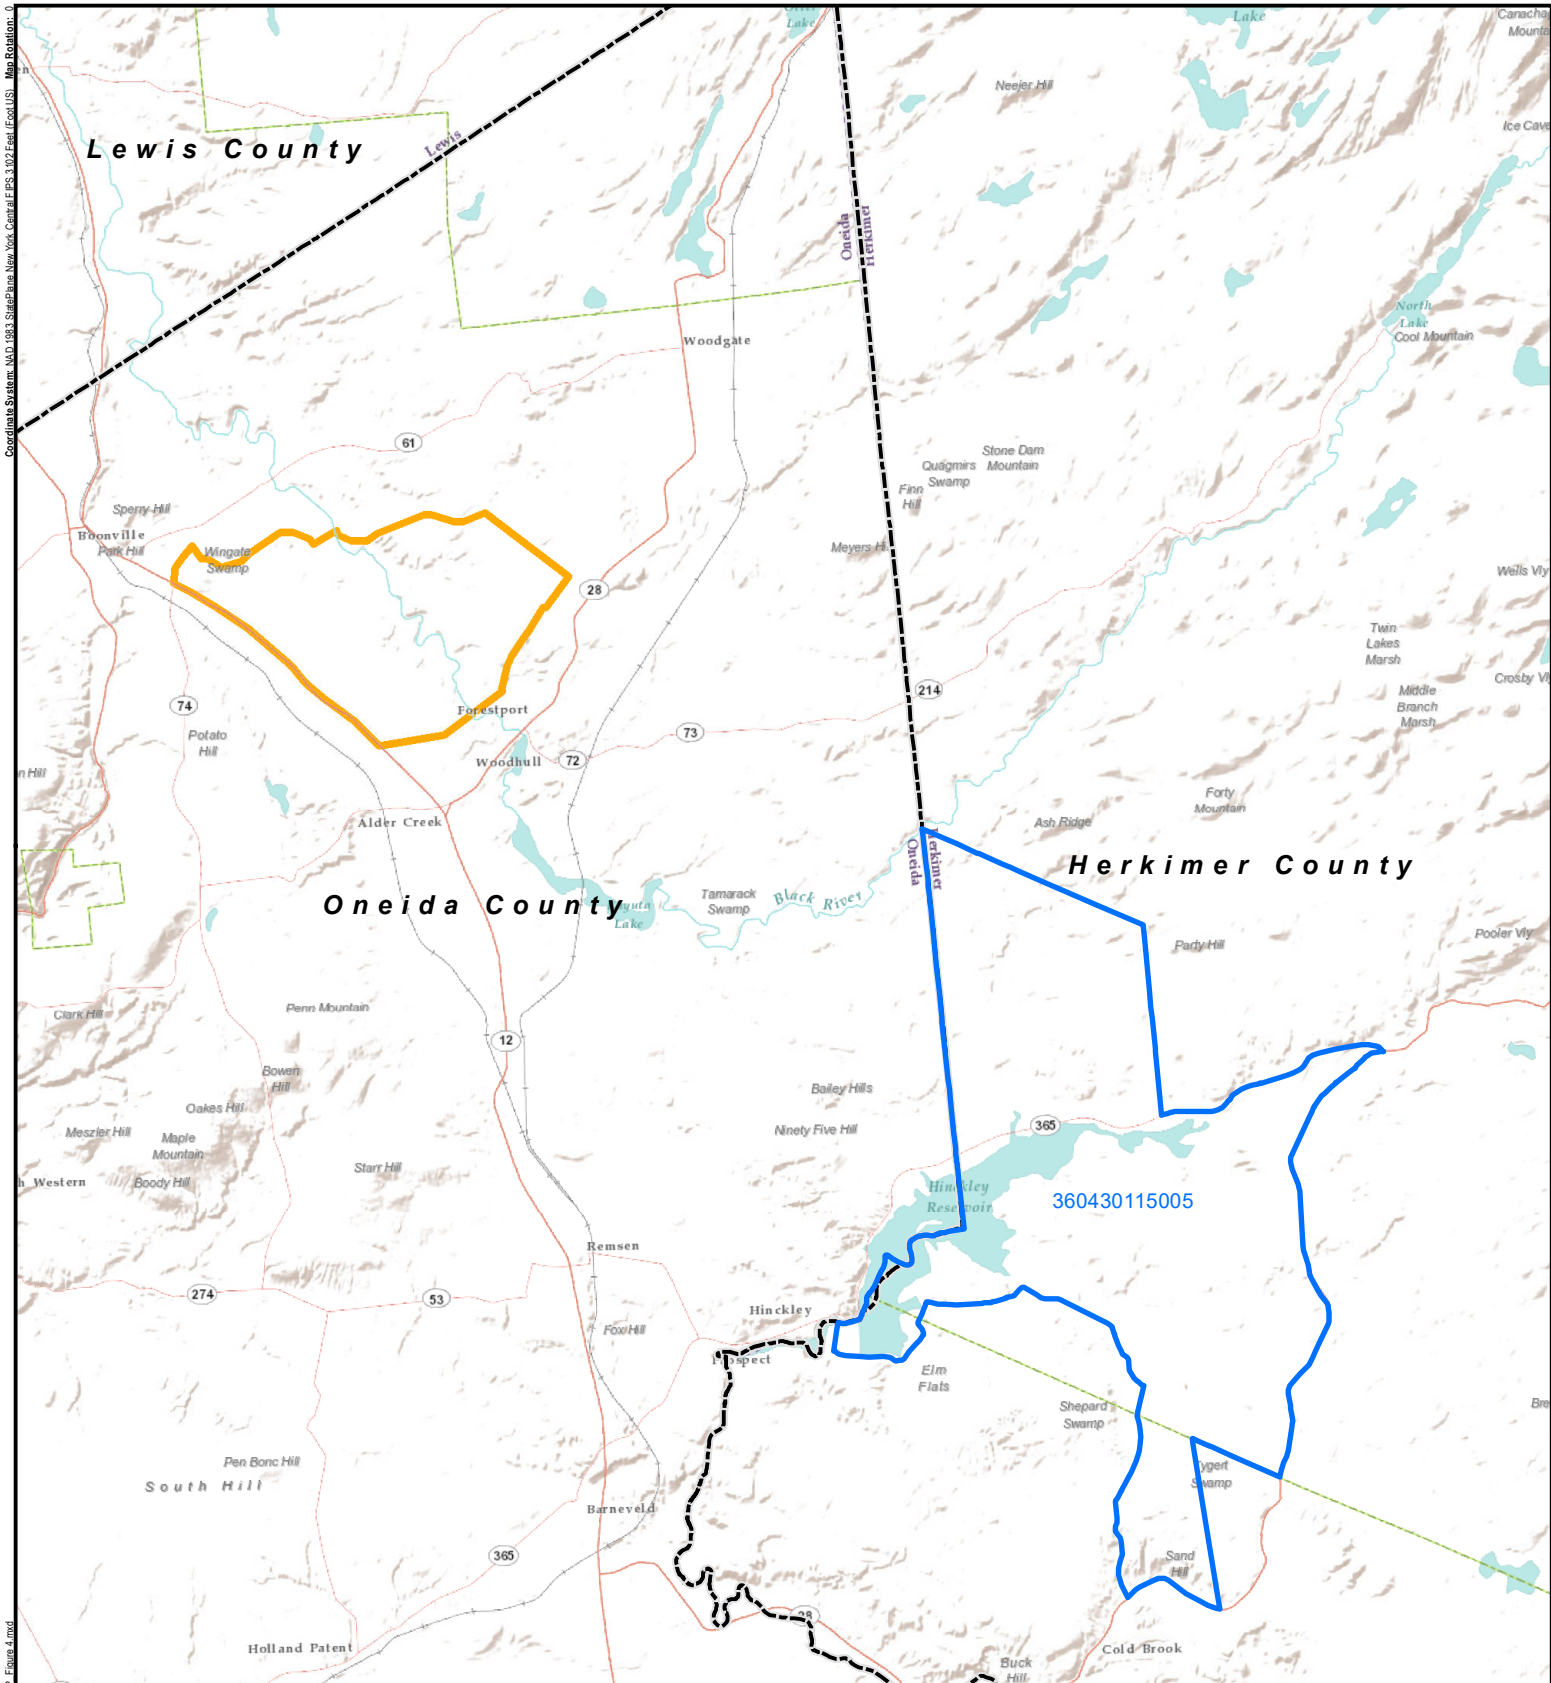 Coordinate System: NAD 1983 StatePlane New York Central FIPS 3102 Feet (Foot US)   Map Rotation: 0
Lake
Lake
Neejer Hill
Lewis County
Lewis
Oneida
Herkimer
North
Lake
Cool Mountain
Woodgate
61
Stone Dam
Mountain
Quagmirs
Swamp
Finn
Hill
Sperry Hill
Boonville
Park Hill
Wingate
Swamp
Wells Vly
28
Twin
Lakes
Marsh
Middle
Branch
Marsh
214
74
Forestport
Potato
Hill
73
72
Woodhull
Forty
Mountain
Alder Creek
Ash Ridge
Oneida
Herkimer
Herkimer County
Oneida County
Lake
Tamarack
Swamp
Black River
Pooler Vly
Party Hill
Clark Hill
Penn Mountain
12
Bowen
Hill
Bailey Hills
Oakes Hill
365
Meszler Hill
Maple
Mountain
Ninety Five Hill
Starr Hill
Boody Hill
Western
Hinckley
Reservoir
360430115005
Remsen
274
53
Hinckley
Fox Hill
Prospect
Elm
Flats
Shepard
Swamp
Pen Bonc Hill
South Hill
Swamp
Barneveld
365
Sand
Hill
28
Holland Patent
Cold Brook
Buck
Hill
Figure 4.mxd